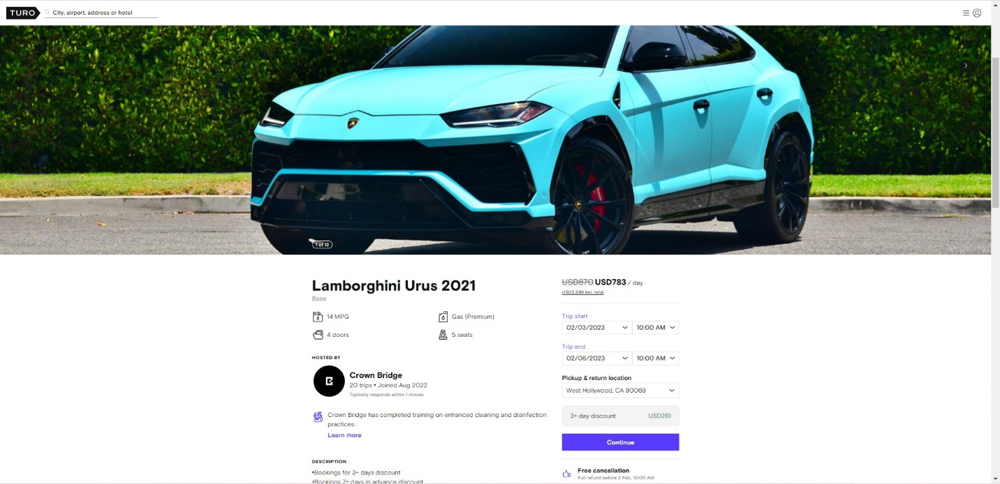 TURO
City, airport, address or hotel
1 of 12
Lamborghini Urus 2021
Base
14 MPG
Gas (Premium)
4 doors
5 seats
HOSTED BY
Crown Bridge
20 trips • Joined Aug 2022
Typically responds within 1 minute
Crown Bridge has completed training on enhanced cleaning and disinfection
practices.
Learn more
DESCRIPTION
•Bookings for 3+ days discount
•Bookings 7+ days in advance discount
USD870 USD783 / day
USD2,349 est. total
Trip start
02/03/2023
10:00 AM
Trip end
02/06/2023
10:00 AM
Pickup & return location
West Hollywood, CA 90069
3+ day discount
USD261
Continue
Free cancellation
Full refund before 2 Feb, 10:00 AM